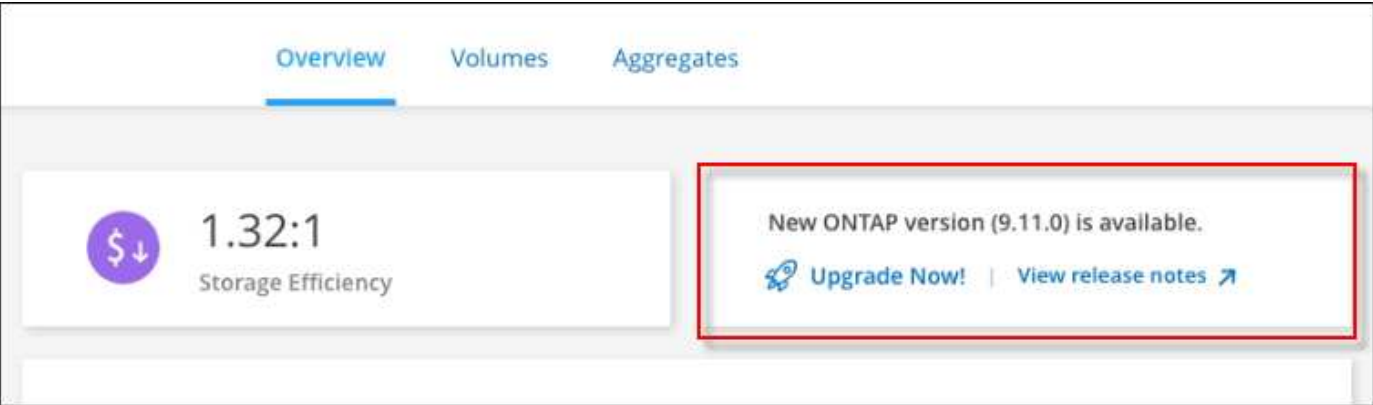 Overview Volumes Aggregates
1.32:1
Storage Efficiency
New ONTAP version (9.11.0) is available.
Upgrade Now! | View release notes